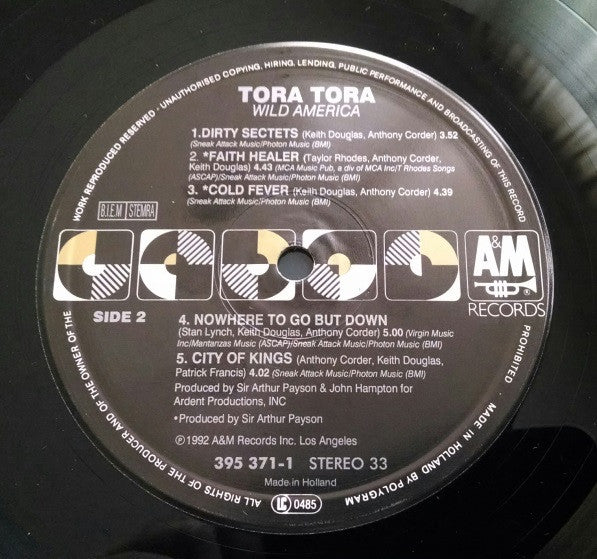 WORK REPRODUCED RESERVED - UNAUTHORISED COPYING, HIRING, LENDING, PUBLIC PERFORMANCE AND BROADCASTING OF THIS RECORD PROHIBITED
TORA TORA
WILD AMERICA
1.DIRTY SECTETS (Keith Douglas, Anthony Corder) 3.52
(Sneak Attack Music/Photon Music (BMI)
2. *FAITH HEALER (Taylor Rhodes, Anthony Corder,
Keith Douglas) 4.43 (MCA Music Pub, a div of MCA Inc/T Rhodes Songs
(ASCAP)/Sneak Attack Music/Photon Music (BMI)
3. *COLD FEVER (Keith Douglas, Anthony Corder) 4.39
(Sneak Attack Music/Photon Music (BMI)
B.I.E.M STEMRA
A&M
®
RECORDS
SIDE 2
4. NOWHERE TO GO BUT DOWN
(Stan Lynch, Keith Douglas, Anthony Corder) 5.00 (Virgin Music
Inc/Mantanzas Music (ASCAP)/Sneak Attack Music/Photon Music (BMI)
5. CITY OF KINGS (Anthony Corder, Keith Douglas,
Patrick Francis) 4.02 (Sneak Attack Music/Photon Music (BMI)
Produced by Sir Arthur Payson & John Hampton for
Ardent Productions, INC
*Produced by Sir Arthur Payson
℗1992 A&M Records Inc. Los Angeles
395 371-1 STEREO 33
Made in Holland
LC 0485
ALL RIGHTS OF THE PRODUCER AND OF THE OWNER OF THE
MADE IN HOLLAND BY POLYGRAM